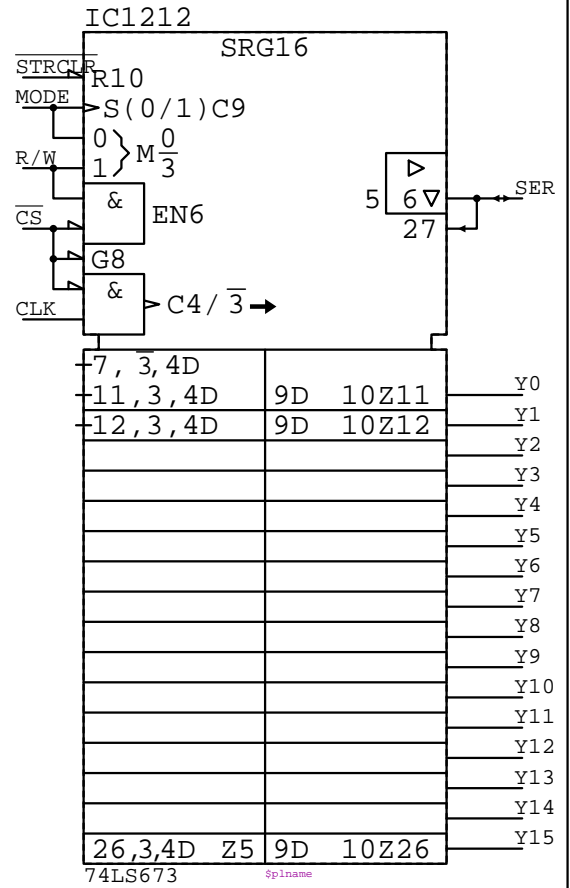 IC1212
SRG16
STRCLR R10
MODE S(0/1)C9
0 0
M
R/W 1 3
& 5 6 SER
EN6
CS 27
G8
&
CLK C4/3
7, 3,4D
11,3,4D 9D 10Z11 Y0
12,3,4D 9D 10Z12 Y1
Y2
Y3
Y4
Y5
Y6
Y7
Y8
Y9
Y10
Y11
Y12
Y13
Y14
26,3,4D Z5 9D 10Z26 Y15
74LS673 $plname